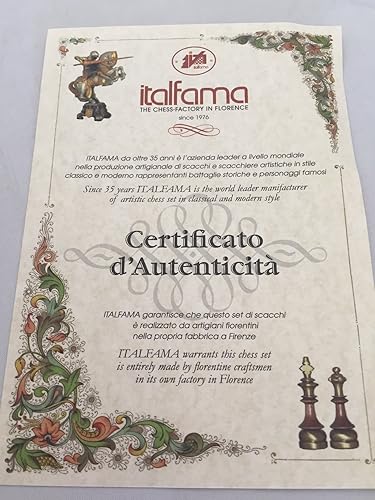 italfama
italfama
THE CHESS-FACTORY IN FLORENCE
since 1976
ITALFAMA da oltre 35 anni è l'azienda leader a livello mondiale
nella produzione artigianale di scacchi e scacchiere artistiche in stile
classico e moderno rappresentanti battaglie storiche e personaggi famosi
Since 35 years ITALFAMA is the world leader manifacturer
of artistic chess set in classical and modern style
Certificato
d'Autenticità
ITALFAMA garantisce che questo set di scacchi
è realizzato da artigiani fiorentini
nella propria fabbrica a Firenze
ITALFAMA warrants this chess set
is entirely made by florentine craftsmen
in its own factory in Florence